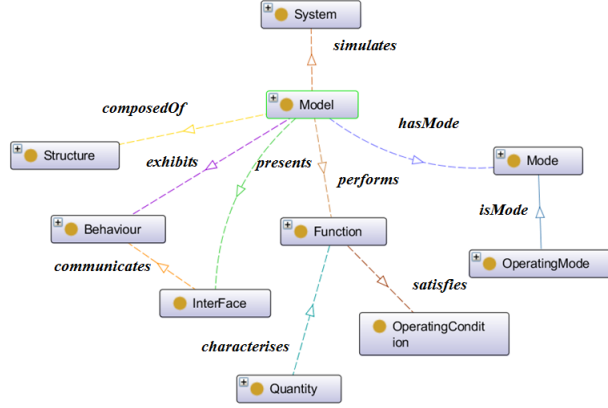 System
simulates
Model
composedOf
hasMode
Structure
exhibits
presents
Mode
performs
isMode
Behaviour
Function
communicates
OperatingMode
satisfies
InterFace
OperatingCondit
ion
characterises
Quantity